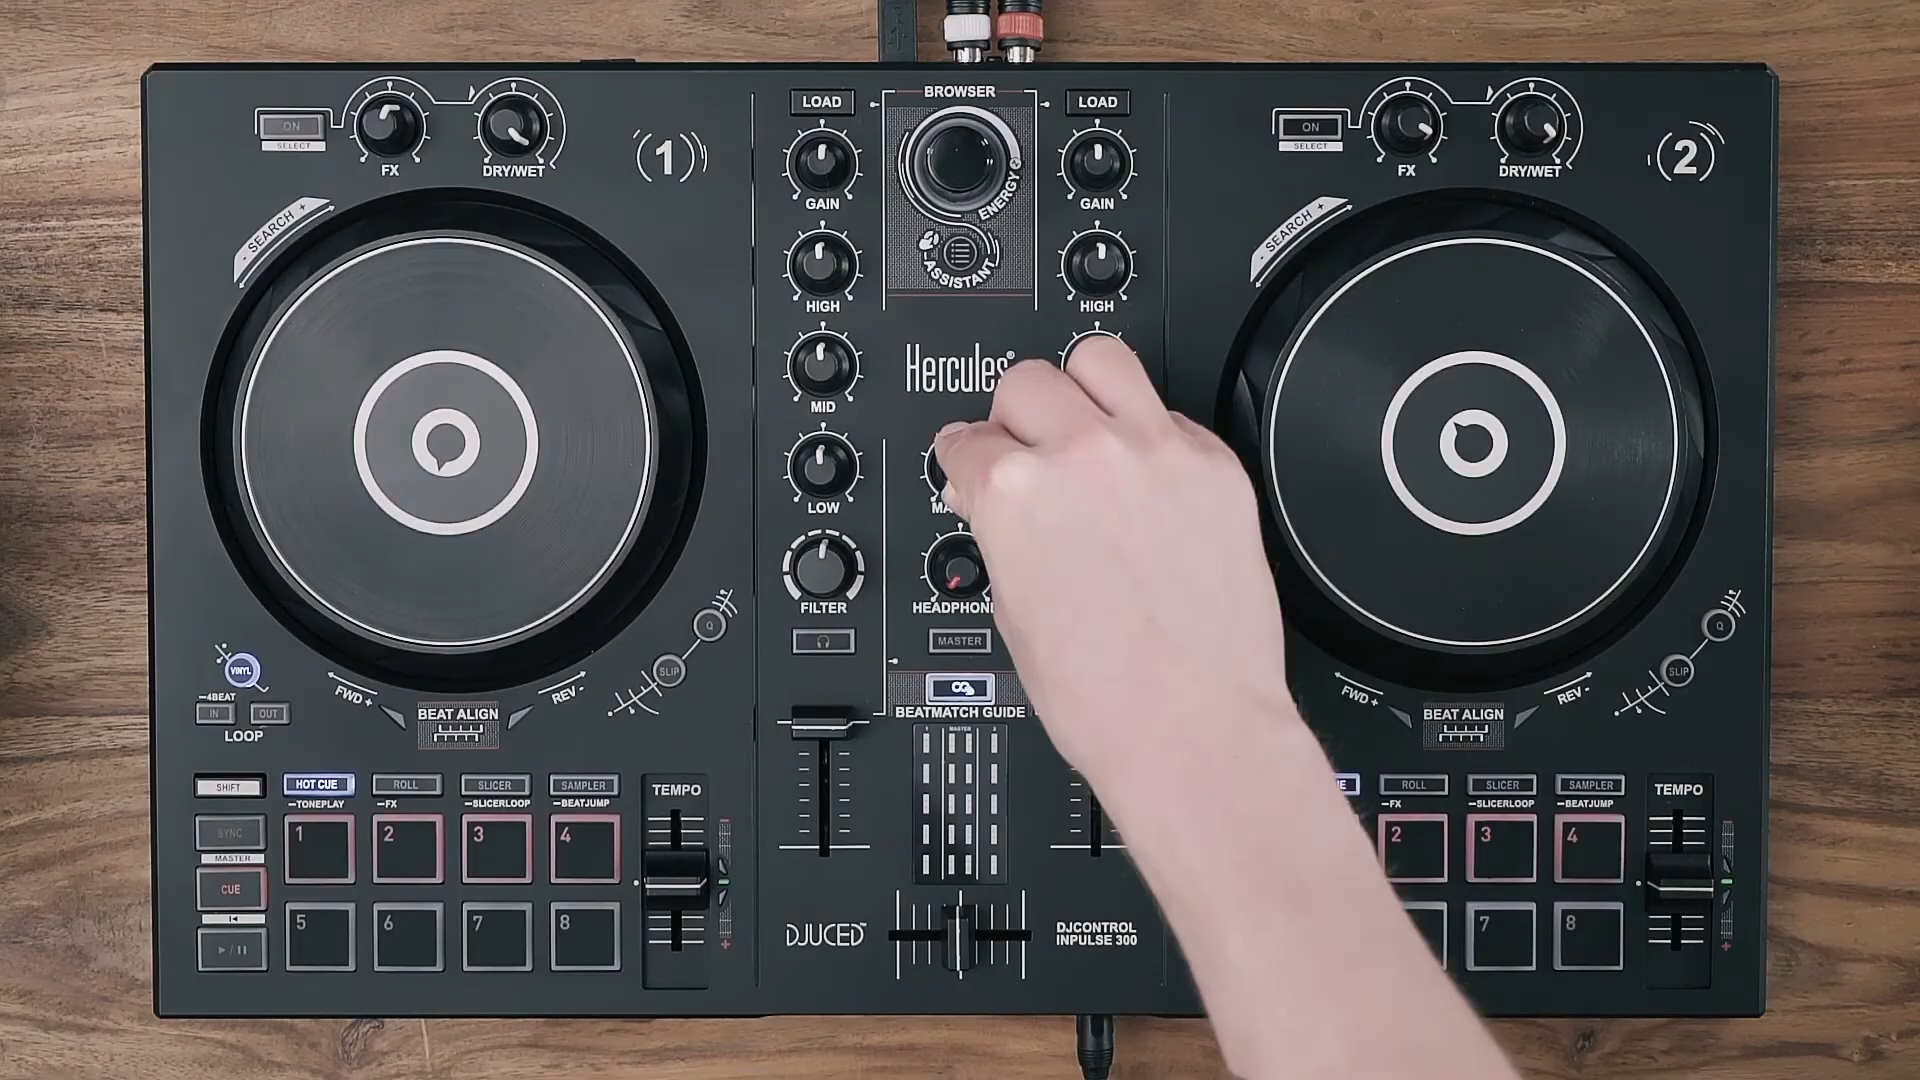 ON
SELECT
FX
DRY/WET
1
LOAD
BROWSER
LOAD
ON
SELECT
FX
DRY/WET
2
GAIN
ENERGY
GAIN
- SEARCH +
ASSISTANT
- SEARCH +
HIGH
HIGH
Hercules®
MID
LOW
FILTER
MASTER
Q
Q
VINYL
SLIP
SLIP
4BEAT
IN
OUT
LOOP
FWD +
BEAT ALIGN
REV -
BEATMATCH GUIDE
FWD +
BEAT ALIGN
REV -
1
MASTER
2
SHIFT
HOT CUE
ROLL
SLICER
SAMPLER
TONEPLAY
FX
SLICERLOOP
BEATJUMP
TEMPO
ROLL
SLICER
SAMPLER
FX
SLICERLOOP
BEATJUMP
TEMPO
SYNC
MASTER
1
2
3
4
2
3
4
CUE
5
6
7
8
DJUCED™
DJCONTROL
INPULSE 300
7
8